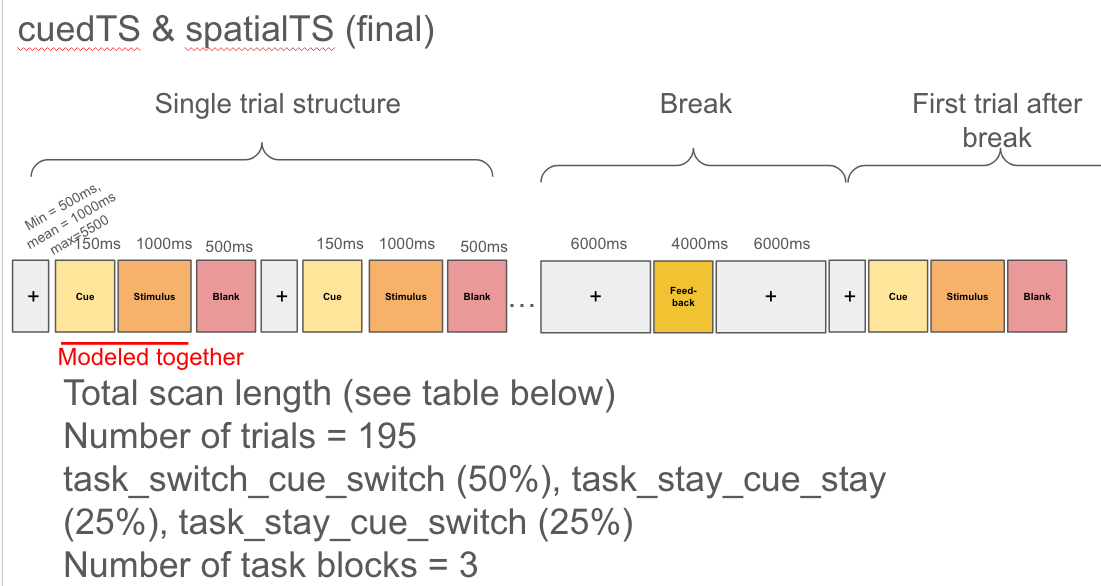 cuedTS & spatialTS (final)
Single trial structure
Break
First trial after
break
Min = 500ms,
mean = 1000ms
max=5500
150ms 1000ms 500ms 150ms 1000ms 500ms 6000ms 4000ms 6000ms
+ Cue Stimulus Blank + Cue Stimulus Blank ... + Feed-
back + + Cue Stimulus Blank
Modeled together
Total scan length (see table below)
Number of trials = 195
task_switch_cue_switch (50%), task_stay_cue_stay
(25%), task_stay_cue_switch (25%)
Number of task blocks = 3